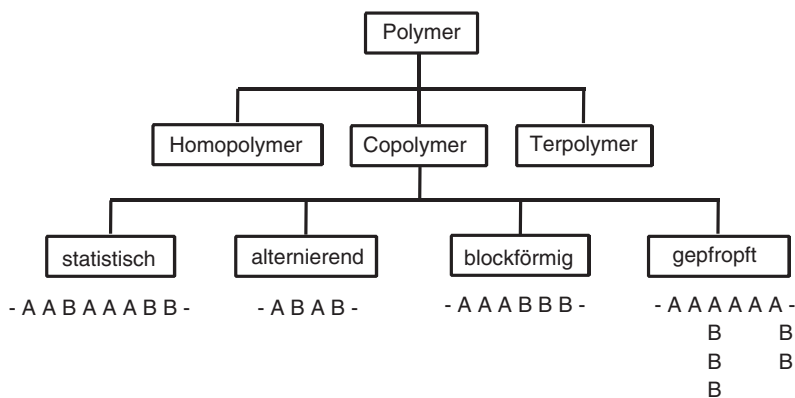 Polymer
Homopolymer Copolymer Terpolymer
statistisch alternierend blockförmig gepfropft
- A A B A A A B B - - A B A B - - A A A B B B - - A A A A A A -
B B
B B
B